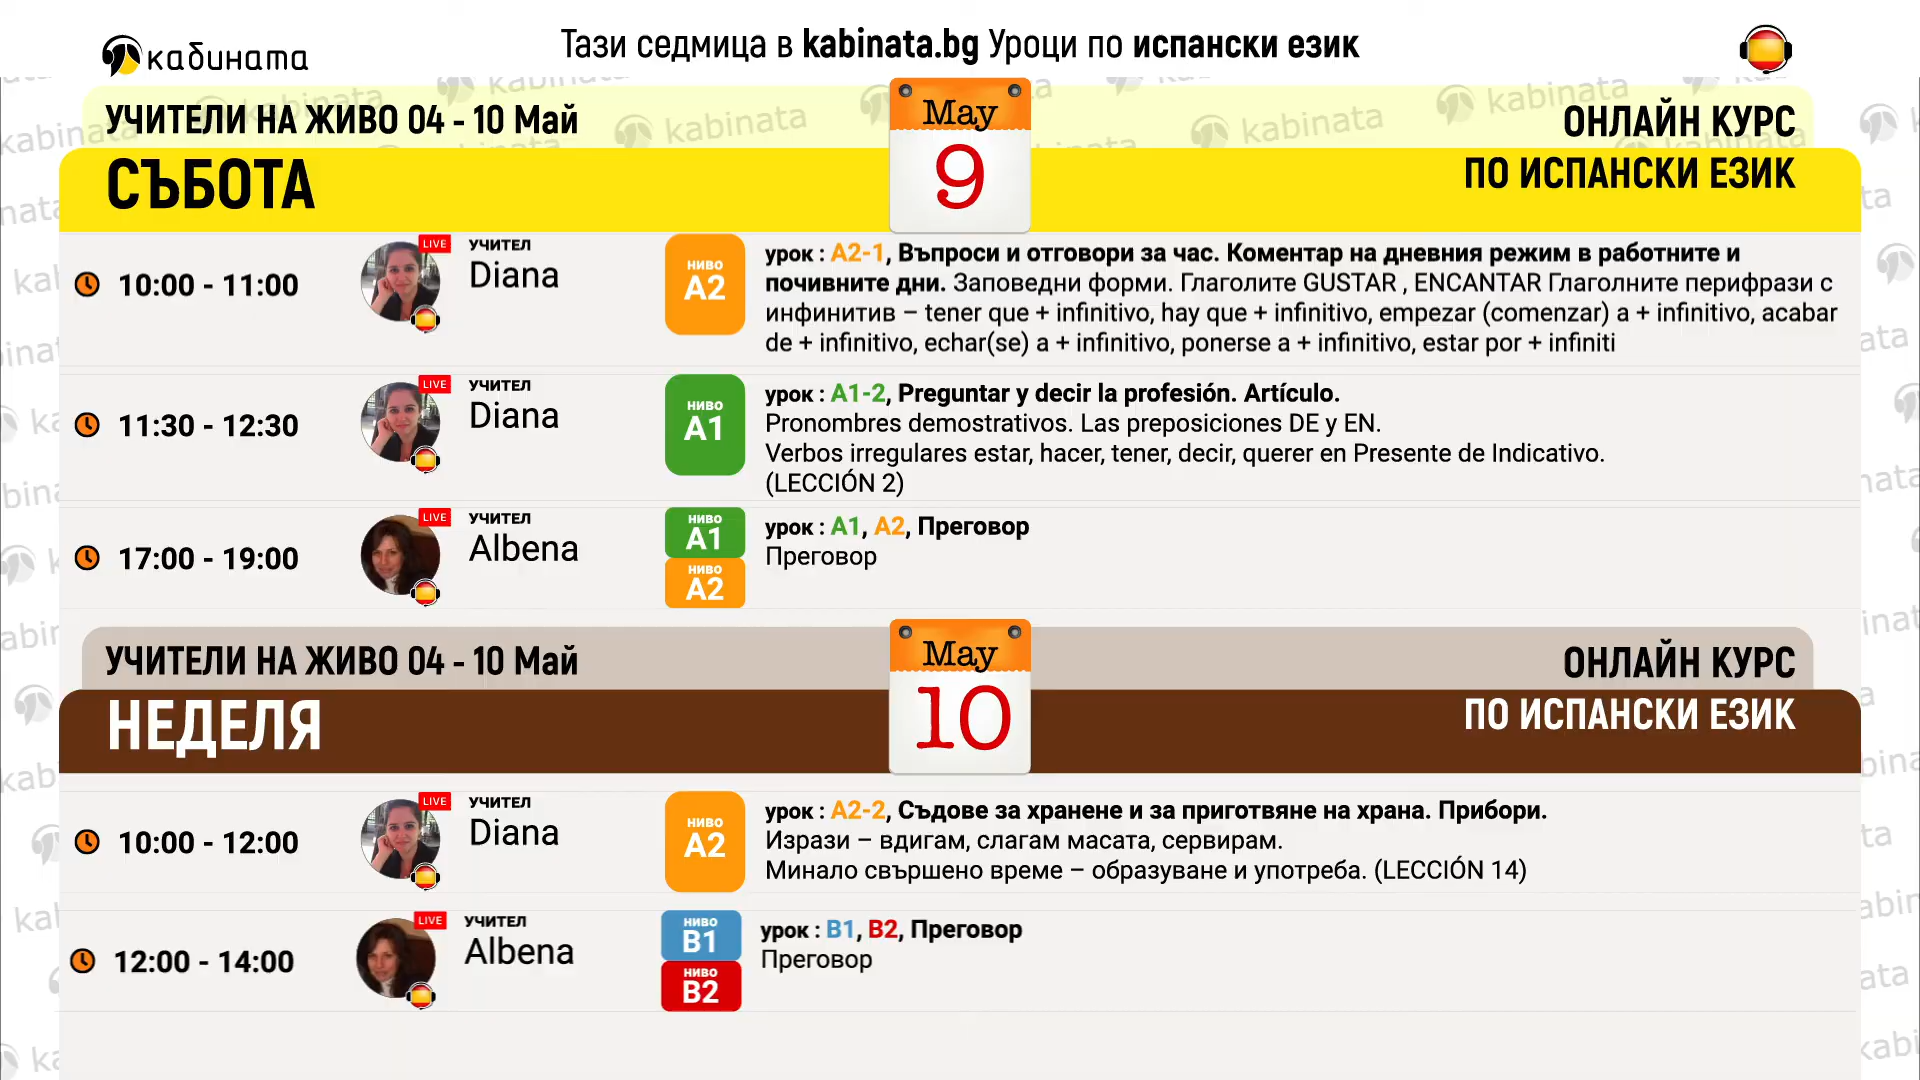 кабината
Тази седмица в kabinata.bg Уроци по испански език
УЧИТЕЛИ НА ЖИВО 04 - 10 Май
May
ОНЛАЙН КУРС
СЪБОТА
9
ПО ИСПАНСКИ ЕЗИК
10:00 - 11:00
LIVE
УЧИТЕЛ
Diana
НИВО
A2
урок : A2-1, Въпроси и отговори за час. Коментар на дневния режим в работните и
почивните дни. Заповедни форми. Глаголите GUSTAR , ENCANTAR Глаголните перифрази с
инфинитив – tener que + infinitivo, hay que + infinitivo, empezar (comenzar) a + infinitivo, acabar
de + infinitivo, echar(se) a + infinitivo, ponerse a + infinitivo, estar por + infiniti
11:30 - 12:30
LIVE
УЧИТЕЛ
Diana
НИВО
A1
урок : A1-2, Preguntar y decir la profesión. Artículo.
Pronombres demostrativos. Las preposiciones DE y EN.
Verbos irregulares estar, hacer, tener, decir, querer en Presente de Indicativo.
(LECCIÓN 2)
17:00 - 19:00
LIVE
УЧИТЕЛ
Albena
НИВО
A1
НИВО
A2
урок : A1, A2, Преговор
Преговор
УЧИТЕЛИ НА ЖИВО 04 - 10 Май
May
ОНЛАЙН КУРС
НЕДЕЛЯ
10
ПО ИСПАНСКИ ЕЗИК
10:00 - 12:00
LIVE
УЧИТЕЛ
Diana
НИВО
A2
урок : A2-2, Съдове за хранене и за приготвяне на храна. Прибори.
Изрази – вдигам, слагам масата, сервирам.
Минало свършено време – образуване и употреба. (LECCIÓN 14)
12:00 - 14:00
LIVE
УЧИТЕЛ
Albena
НИВО
B1
НИВО
B2
урок : B1, B2, Преговор
Преговор